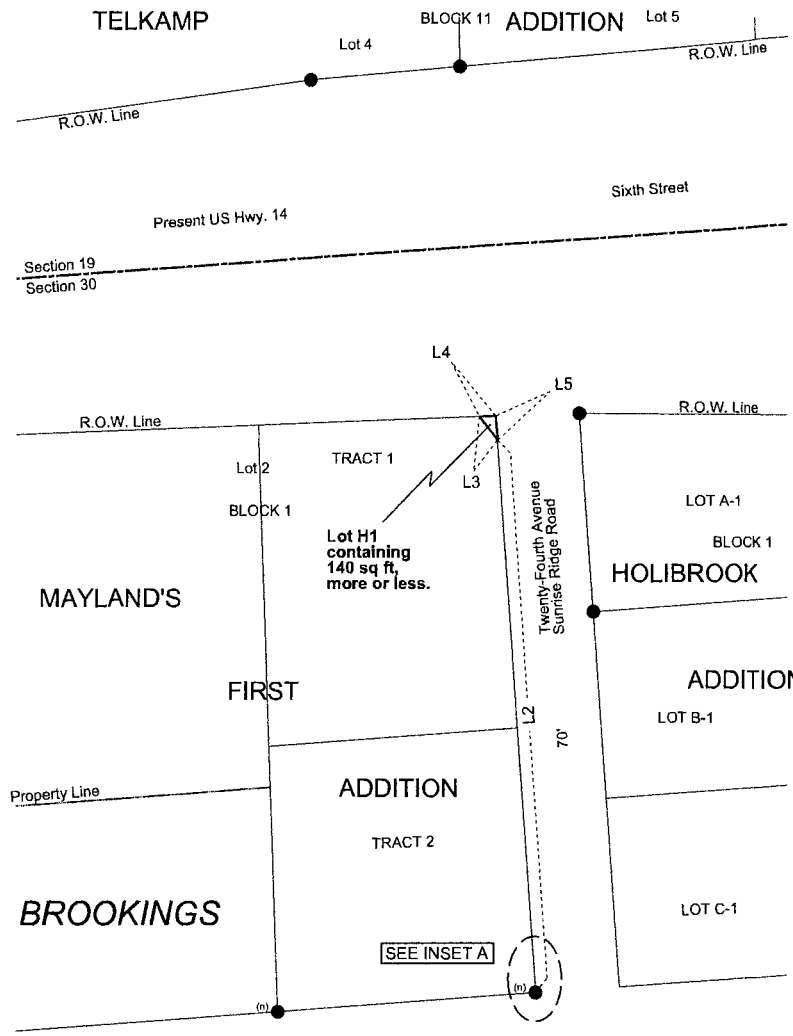 TELKAMP
BLOCK 11
ADDITION
Lot 5
Lot 4
R.O.W. Line
R.O.W. Line
Sixth Street
Present US Hwy. 14
Section 19
Section 30
L4
L5
R.O.W. Line
R.O.W. Line
Lot 2
TRACT 1
L3
BLOCK 1
LOT A-1
BLOCK 1
Lot H1
containing
140 sq ft,
more or less.
Twenty-Fourth Avenue
Sunrise Ridge Road
HOLIBROOK
MAYLAND'S
FIRST
ADDITION
L2
LOT B-1
70'
Property Line
ADDITION
TRACT 2
BROOKINGS
LOT C-1
SEE INSET A
(n)
(n)